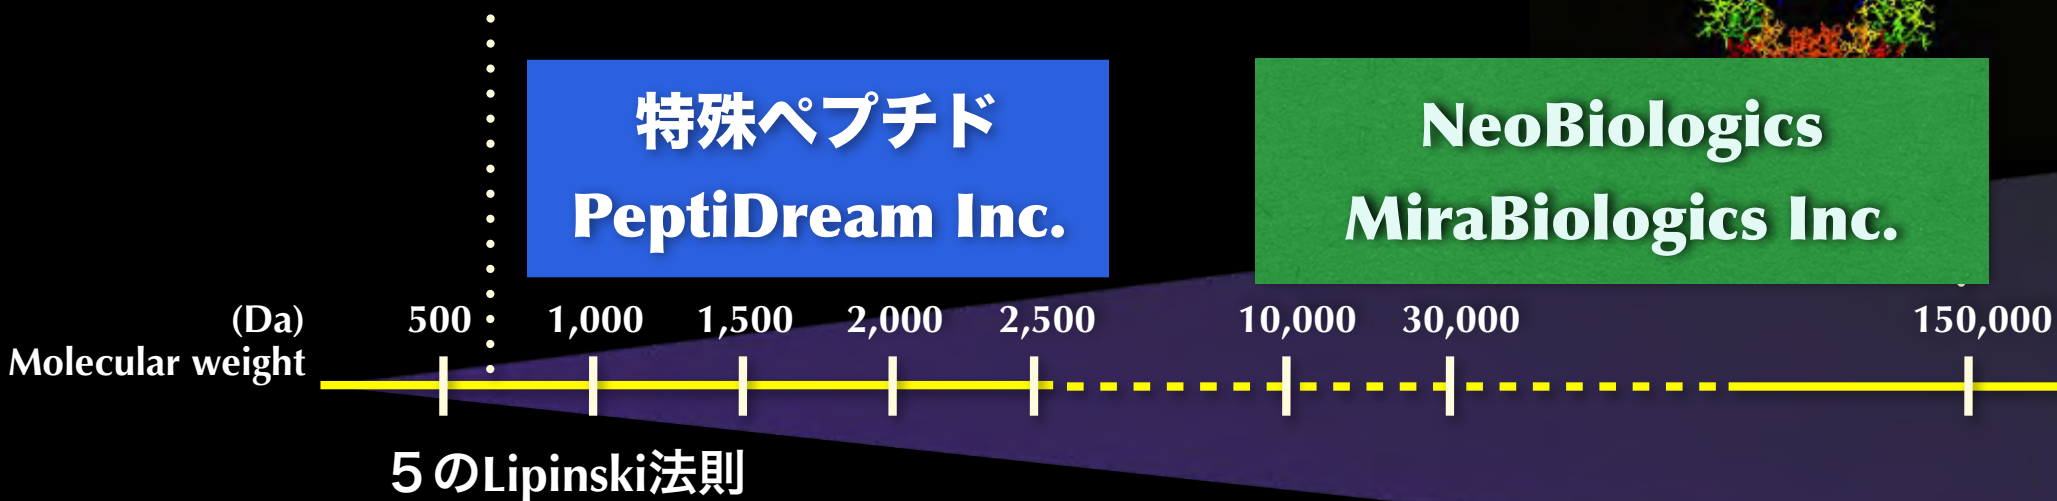 特殊ペプチド
PeptiDream Inc.
NeoBiologics
MiraBiologics Inc.
(Da)
Molecular weight
500
1,000
1,500
2,000
2,500
10,000
30,000
150,000
５のLipinski法則